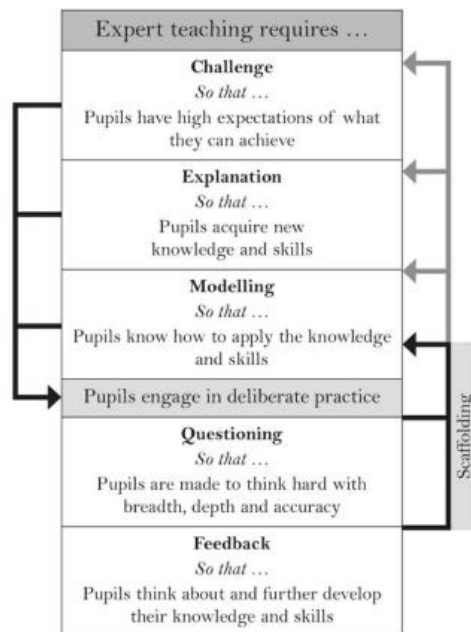 Expert teaching requires …
Challenge
So that …
Pupils have high expectations of what
they can achieve
Explanation
So that …
Pupils acquire new
knowledge and skills
Modelling
So that …
Pupils know how to apply the knowledge
and skills
Pupils engage in deliberate practice
Questioning
So that …
Pupils are made to think hard with
breadth, depth and accuracy
Feedback
So that …
Pupils think about and further develop
their knowledge and skills
Scaffolding